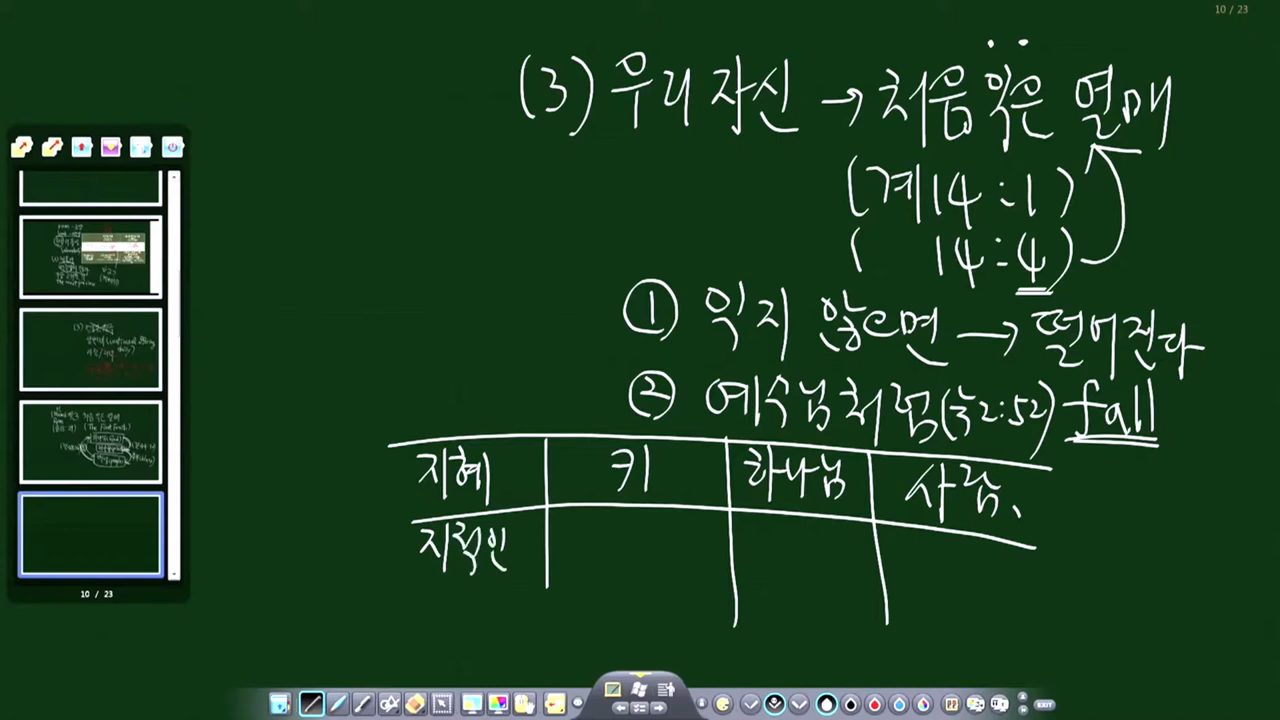 10 / 23
(3) 우리 자신 → 처음 익은 열매
(계 14:1)
( 14:4)
① 익지 않으면 → 떨어진다
② 예수님처럼 (눅2:52) fall
지혜 키 하나님 사람
지적인
10 / 23
EXIT